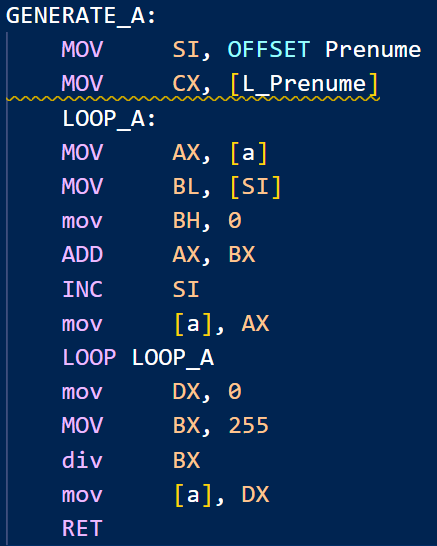 GENERATE_A:
MOV SI, OFFSET Prenume
MOV CX, [L_Prenume]
LOOP_A:
MOV AX, [a]
MOV BL, [SI]
mov BH, 0
ADD AX, BX
INC SI
mov [a], AX
LOOP LOOP_A
mov DX, 0
MOV BX, 255
div BX
mov [a], DX
RET